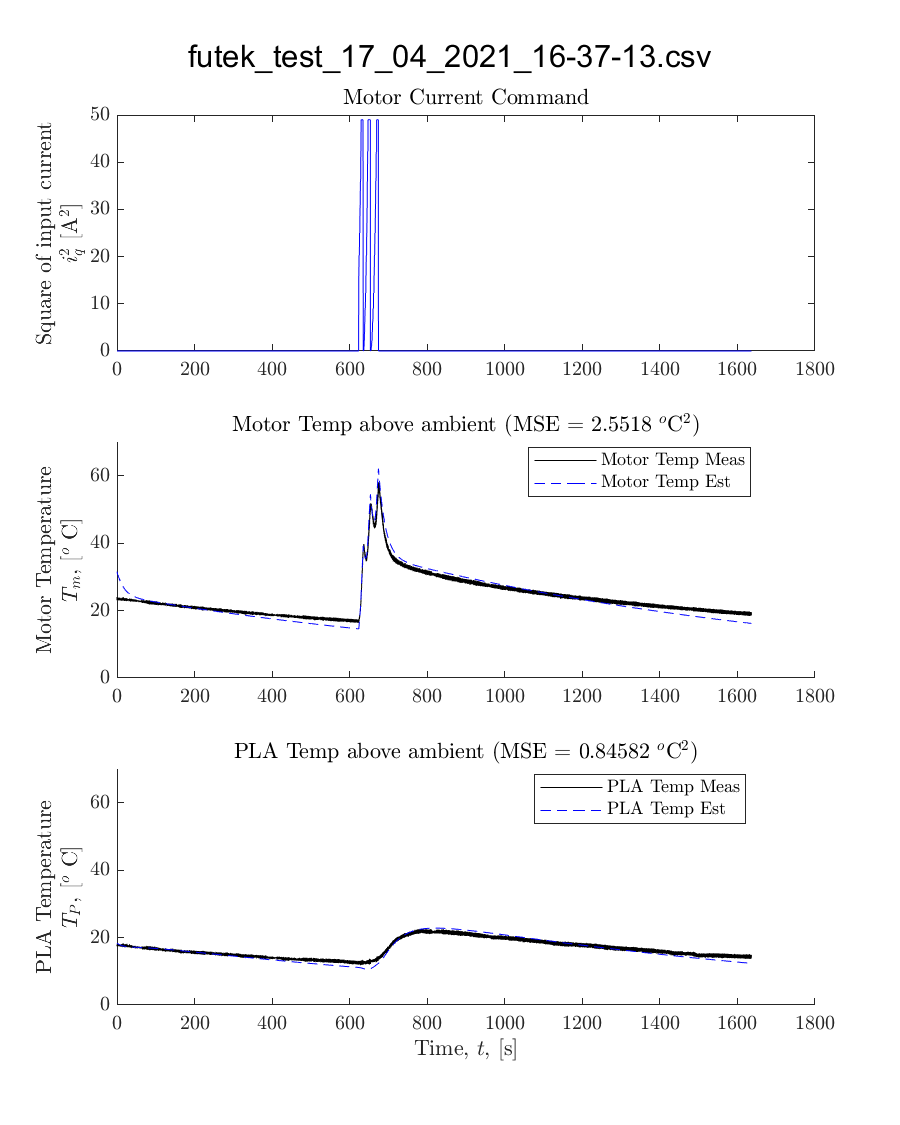 futek_test_17_04_2021_16-37-13.csv
Motor Current Command
Square of input current
i_q^2 [A^2]
50
40
30
20
10
0
0 200 400 600 800 1000 1200 1400 1600 1800
Motor Temp above ambient (MSE = 2.5518 °C²)
Motor Temp Meas
Motor Temp Est
Motor Temperature
T_m, [° C]
60
40
20
0
0 200 400 600 800 1000 1200 1400 1600 1800
PLA Temp above ambient (MSE = 0.84582 °C²)
PLA Temp Meas
PLA Temp Est
PLA Temperature
T_P, [° C]
60
40
20
0
0 200 400 600 800 1000 1200 1400 1600 1800
Time, t, [s]